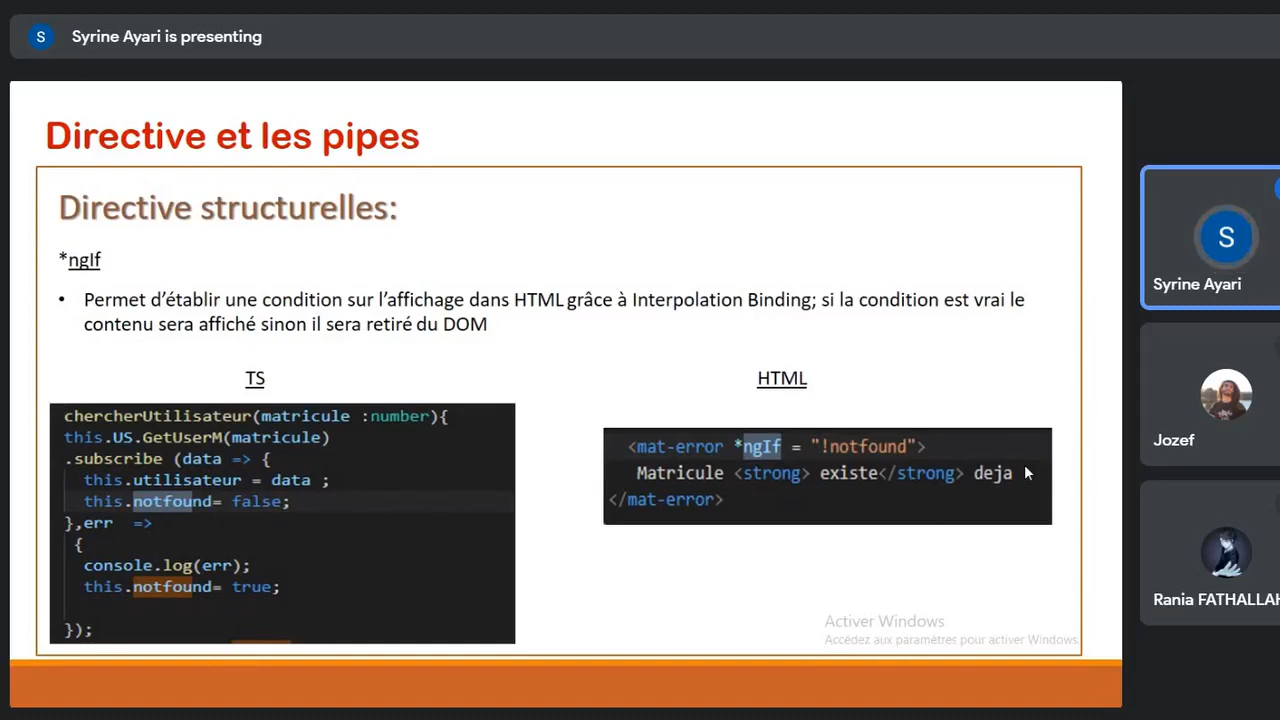 S Syrine Ayari is presenting
Directive et les pipes
Directive structurelles:
*ngIf
• Permet d'établir une condition sur l'affichage dans HTML grâce à Interpolation Binding; si la condition est vrai le
contenu sera affiché sinon il sera retiré du DOM
TS
chercherUtilisateur(matricule :number){
this.US.GetUserM(matricule)
.subscribe (data => {
this.utilisateur = data ;
this.notfound= false;
},err =>
{
console.log(err);
this.notfound= true;
});
HTML
<mat-error *ngIf = "!notfound">
Matricule <strong> existe</strong> deja
</mat-error>
Activer Windows
Accédez aux paramètres pour activer Windows.
S
Syrine Ayari
Jozef
Rania FATHALLAH